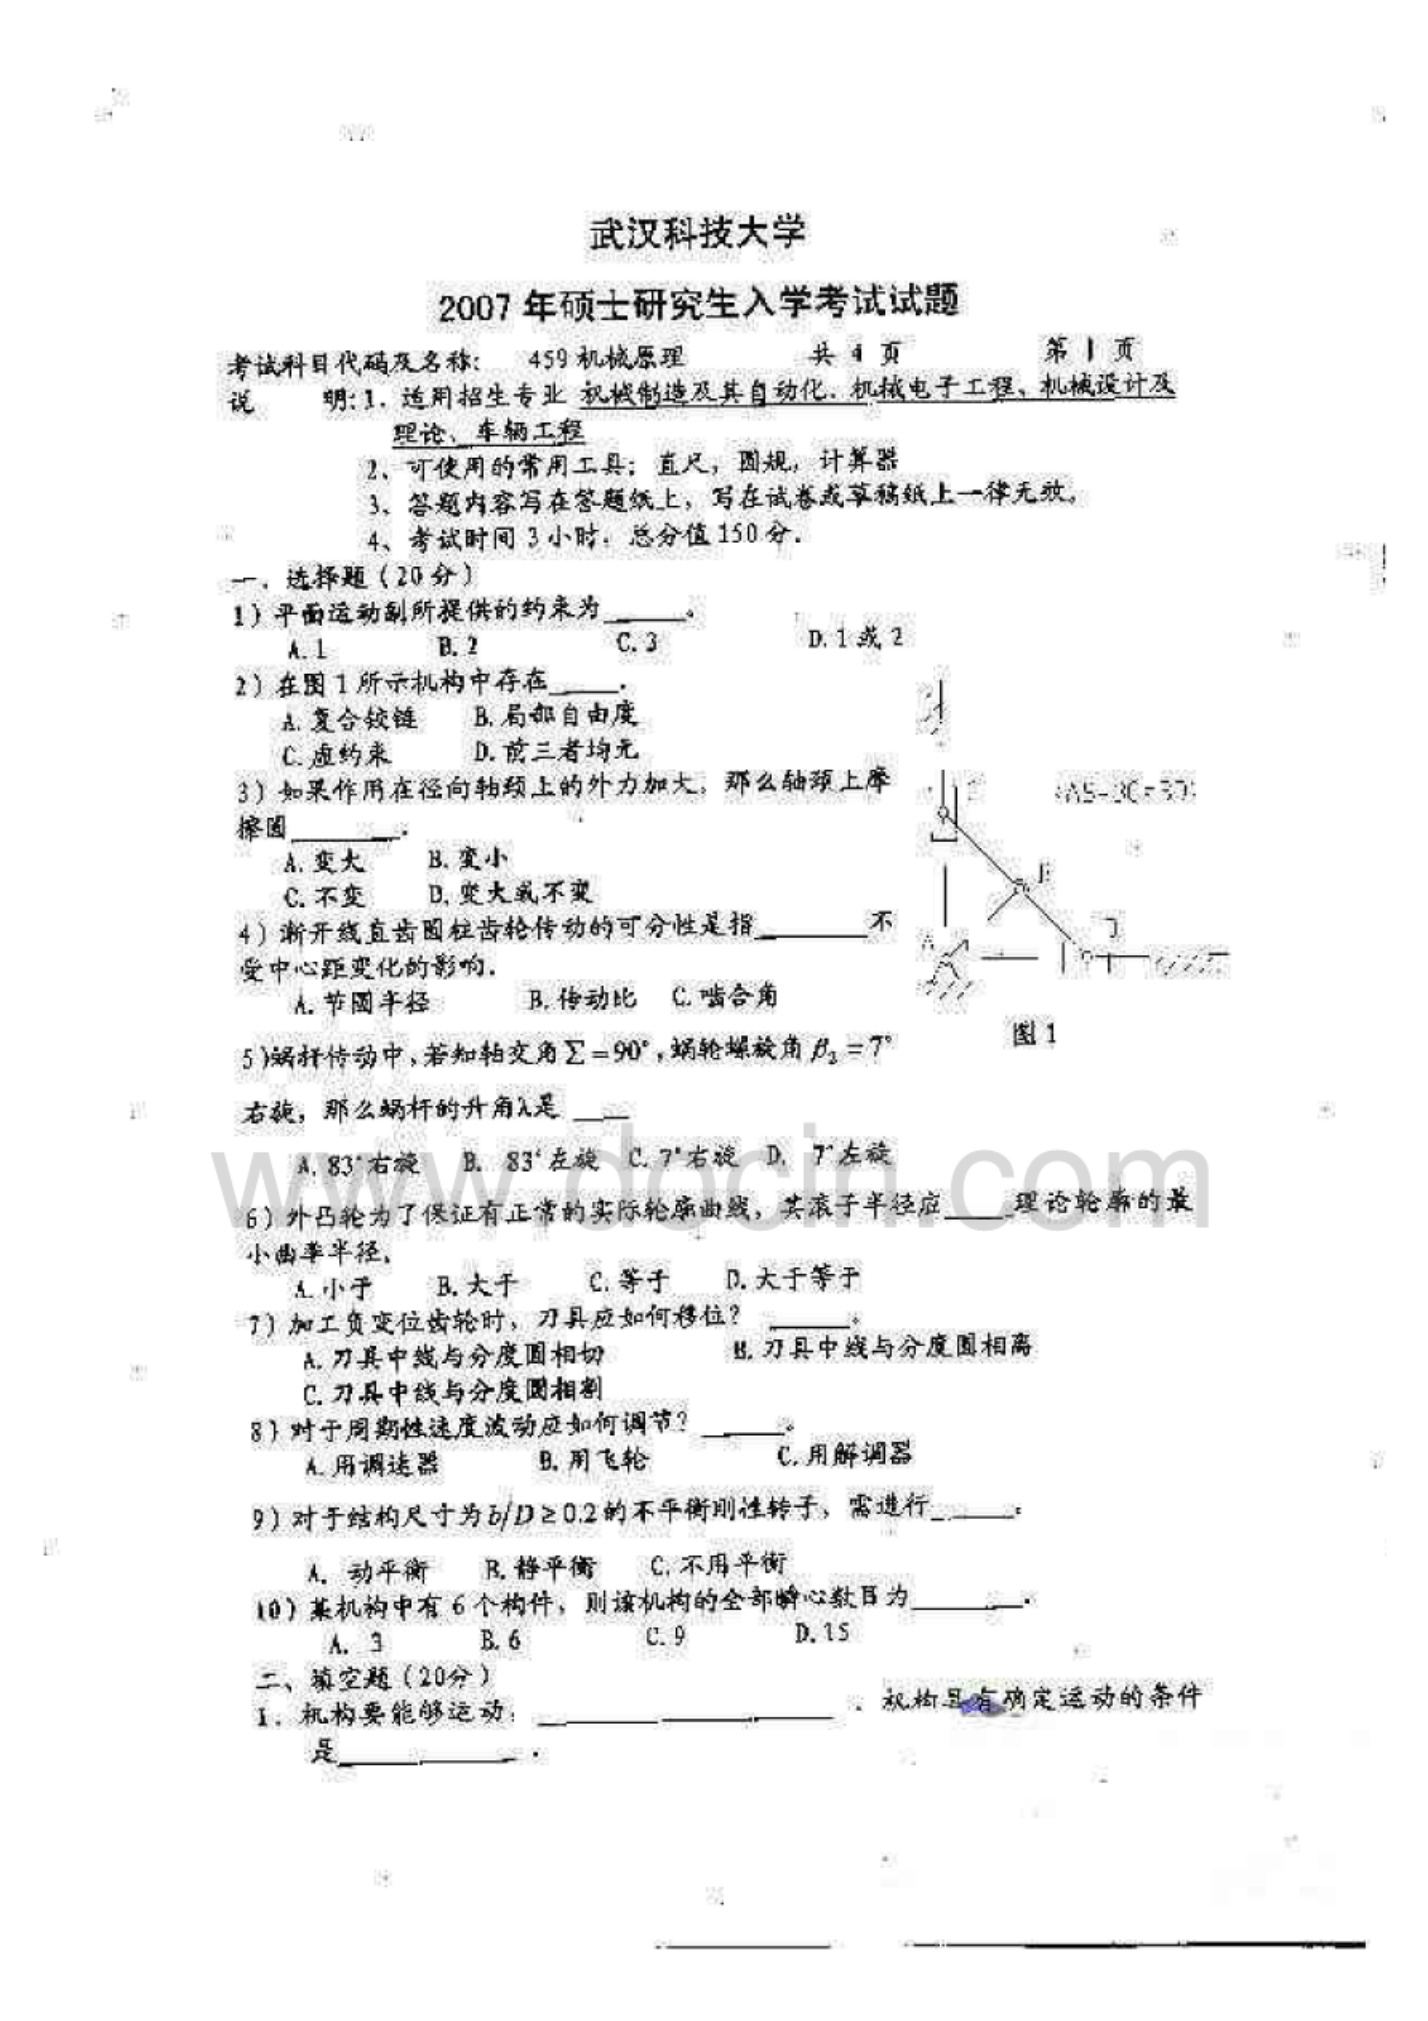 武汉科技大学
2007 年硕士研究生入学考试试题
考试科目代码及名称: 459 机械原理 共 4 页 第 1 页
说 明: 1. 适用招生专业 机械制造及其自动化、机械电子工程、机械设计及
理论、车辆工程
2、可使用的常用工具: 直尺, 圆规, 计算器
3、答题内容写在答题纸上, 写在试卷或草稿纸上一律无效。
4、考试时间 3 小时, 总分值 150 分.
一、选择题 (20 分)
1) 平面运动副所提供的约束为______。
A. 1 B. 2 C. 3 D. 1 或 2
2) 在图 1 所示机构中存在_____.
A. 复合铰链 B. 局部自由度
C. 虚约束 D. 前三者均无
3) 如果作用在径向轴颈上的外力加大, 那么轴颈上摩
擦圆________.
A. 变大 B. 变小
C. 不变 D. 变大或不变
4) 渐开线直齿圆柱齿轮传动的可分性是指________不
受中心距变化的影响.
A. 节圆半径 B. 传动比 C. 啮合角
A
图 1
5)蜗杆传动中,若知轴交角∑=90°,蜗轮螺旋角 β₂ = 7°
右旋, 那么蜗杆的升角λ是 ____
A. 83°右旋 B. 83°左旋 C. 7°右旋 D. 7°左旋
www.docin.com
6) 外凸轮为了保证有正常的实际轮廓曲线, 其滚子半径应____理论轮廓的最
小曲率半径.
A. 小于 B. 大于 C. 等于 D. 大于等于
7) 加工负变位齿轮时, 刀具应如何移位? ______。
A. 刀具中线与分度圆相切 B. 刀具中线与分度圆相离
C. 刀具中线与分度圆相割
8) 对于周期性速度波动应如何调节? ______。
A. 用调速器 B. 用飞轮 C. 用解调器
9) 对于结构尺寸为 b/D ≥ 0.2 的不平衡刚性转子, 需进行______.
A. 动平衡 B. 静平衡 C. 不用平衡
10) 某机构中有 6 个构件, 则该机构的全部瞬心数目为________.
A. 3 B. 6 C. 9 D. 15
二、填空题 (20分)
1. 机构要能够运动, ____________________ . 机构具有确定运动的条件
是____________ .